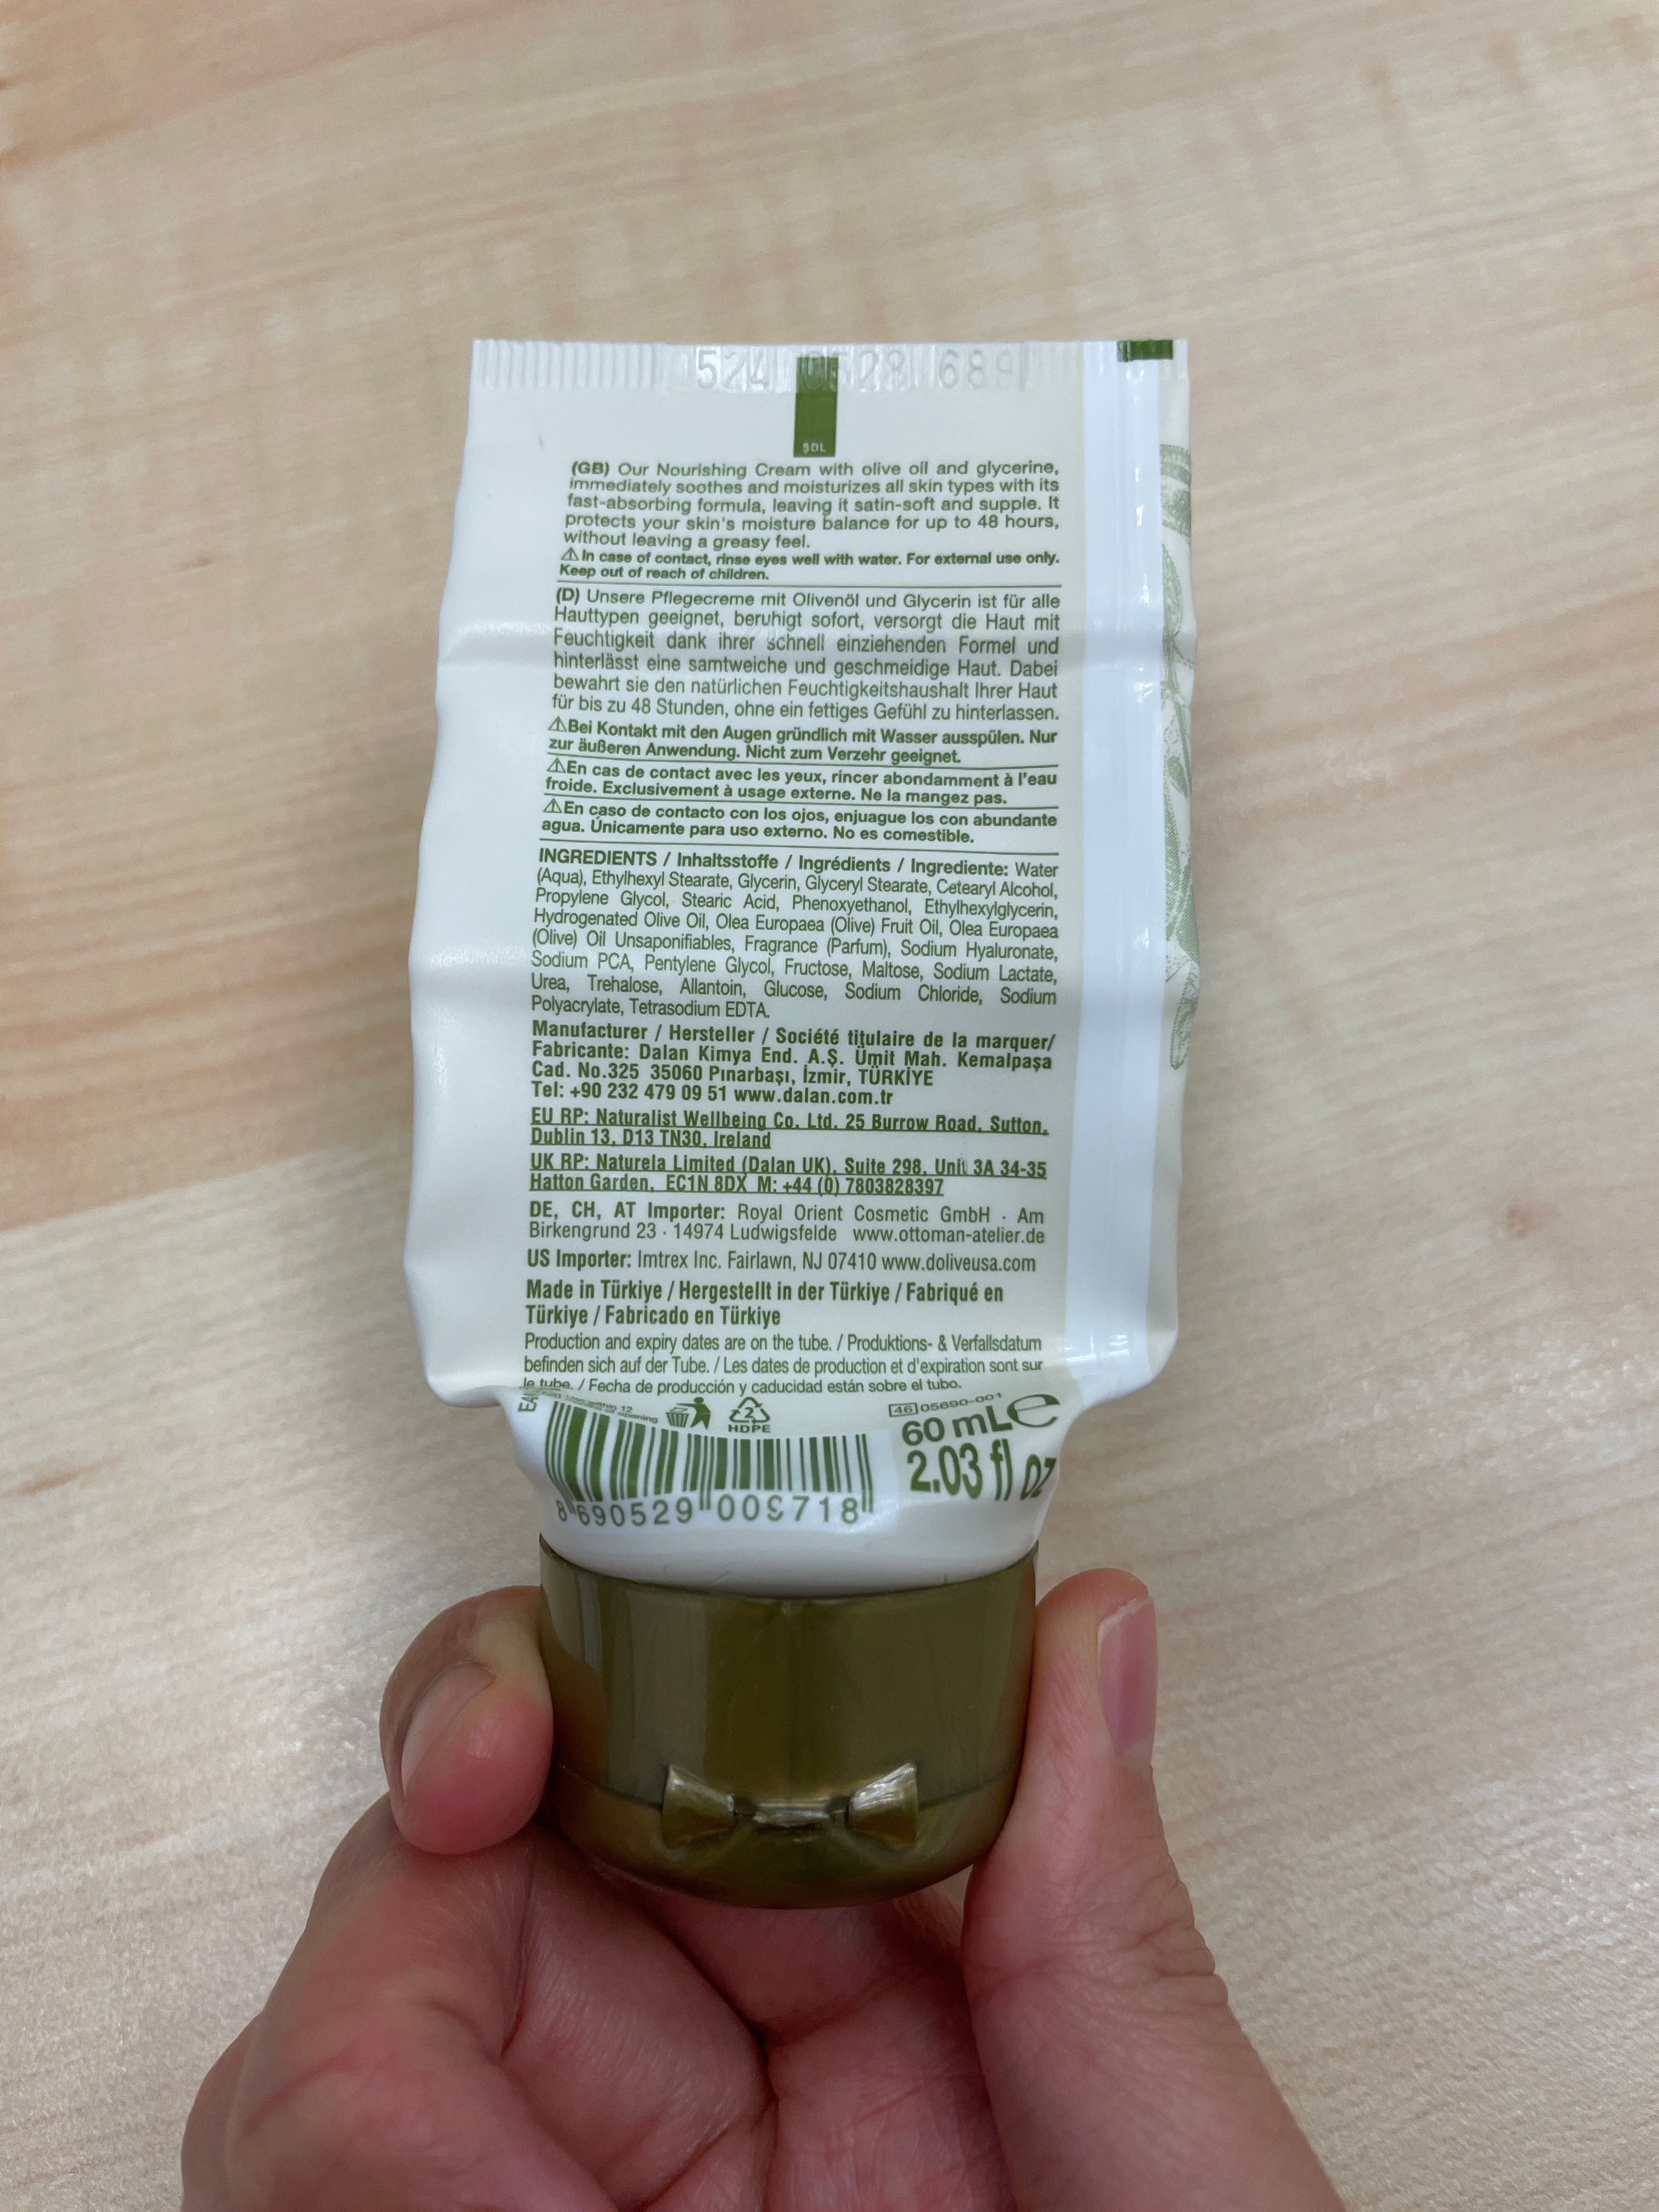 524 0528 689
SDL
(GB) Our Nourishing Cream with olive oil and glycerine,
immediately soothes and moisturizes all skin types with its
fast-absorbing formula, leaving it satin-soft and supple. It
protects your skin's moisture balance for up to 48 hours,
without leaving a greasy feel.
⚠In case of contact, rinse eyes well with water. For external use only.
Keep out of reach of children.
(D) Unsere Pflegecreme mit Olivenöl und Glycerin ist für alle
Hauttypen geeignet, beruhigt sofort, versorgt die Haut mit
Feuchtigkeit dank ihrer schnell einziehenden Formel und
hinterlässt eine samtweiche und geschmeidige Haut. Dabei
bewahrt sie den natürlichen Feuchtigkeitshaushalt Ihrer Haut
für bis zu 48 Stunden, ohne ein fettiges Gefühl zu hinterlassen.
⚠Bei Kontakt mit den Augen gründlich mit Wasser ausspülen. Nur
zur äußeren Anwendung. Nicht zum Verzehr geeignet.
⚠En cas de contact avec les yeux, rincer abondamment à l'eau
froide. Exclusivement à usage externe. Ne la mangez pas.
⚠En caso de contacto con los ojos, enjuague los con abundante
agua. Únicamente para uso externo. No es comestible.
INGREDIENTS / Inhaltsstoffe / Ingrédients / Ingrediente: Water
(Aqua), Ethylhexyl Stearate, Glycerin, Glyceryl Stearate, Cetearyl Alcohol,
Propylene Glycol, Stearic Acid, Phenoxyethanol, Ethylhexylglycerin,
Hydrogenated Olive Oil, Olea Europaea (Olive) Fruit Oil, Olea Europaea
(Olive) Oil Unsaponifiables, Fragrance (Parfum), Sodium Hyaluronate,
Sodium PCA, Pentylene Glycol, Fructose, Maltose, Sodium Lactate,
Urea, Trehalose, Allantoin, Glucose, Sodium Chloride, Sodium
Polyacrylate, Tetrasodium EDTA.
Manufacturer / Hersteller / Société titulaire de la marquer/
Fabricante: Dalan Kimya End. A.Ş. Ümit Mah. Kemalpaşa
Cad. No.325 35060 Pınarbaşı, İzmir, TÜRKİYE
Tel: +90 232 479 09 51 www.dalan.com.tr
EU RP: Naturalist Wellbeing Co. Ltd. 25 Burrow Road, Sutton,
Dublin 13, D13 TN30, Ireland
UK RP: Naturela Limited (Dalan UK), Suite 298, Unit 3A 34-35
Hatton Garden, EC1N 8DX M: +44 (0) 7803828397
DE, CH, AT Importer: Royal Orient Cosmetic GmbH · Am
Birkengrund 23 · 14974 Ludwigsfelde www.ottoman-atelier.de
US Importer: Imtrex Inc. Fairlawn, NJ 07410 www.doliveusa.com
Made in Türkiye / Hergestellt in der Türkiye / Fabriqué en
Türkiye / Fabricado en Türkiye
Production and expiry dates are on the tube. / Produktions- & Verfallsdatum
befinden sich auf der Tube. / Les dates de production et d'expiration sont sur
le tube. / Fecha de producción y caducidad están sobre el tubo.
within 12
opening
2
HDPE
46 05690-001
60 mL℮
2.03 fl oz
8 690529 009718